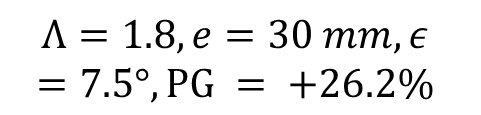 Λ = 1.8, e = 30 mm, ϵ
= 7.5°, PG = +26.2%